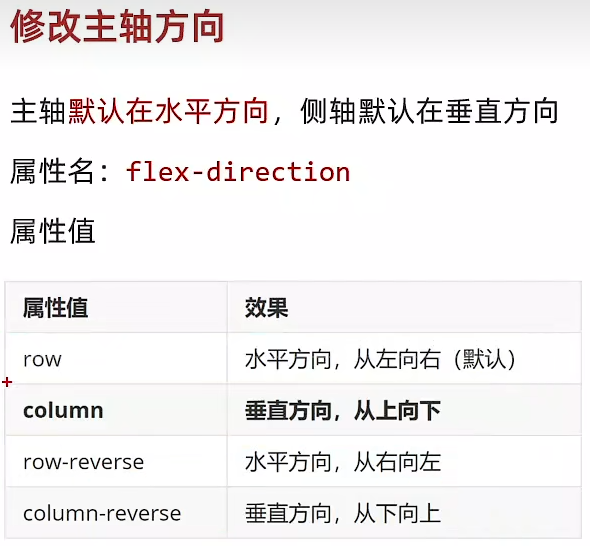 修改主轴方向
主轴默认在水平方向，侧轴默认在垂直方向
属性名：flex-direction
属性值
属性值 效果
row 水平方向，从左向右（默认）
column 垂直方向，从上向下
row-reverse 水平方向，从右向左
column-reverse 垂直方向，从下向上